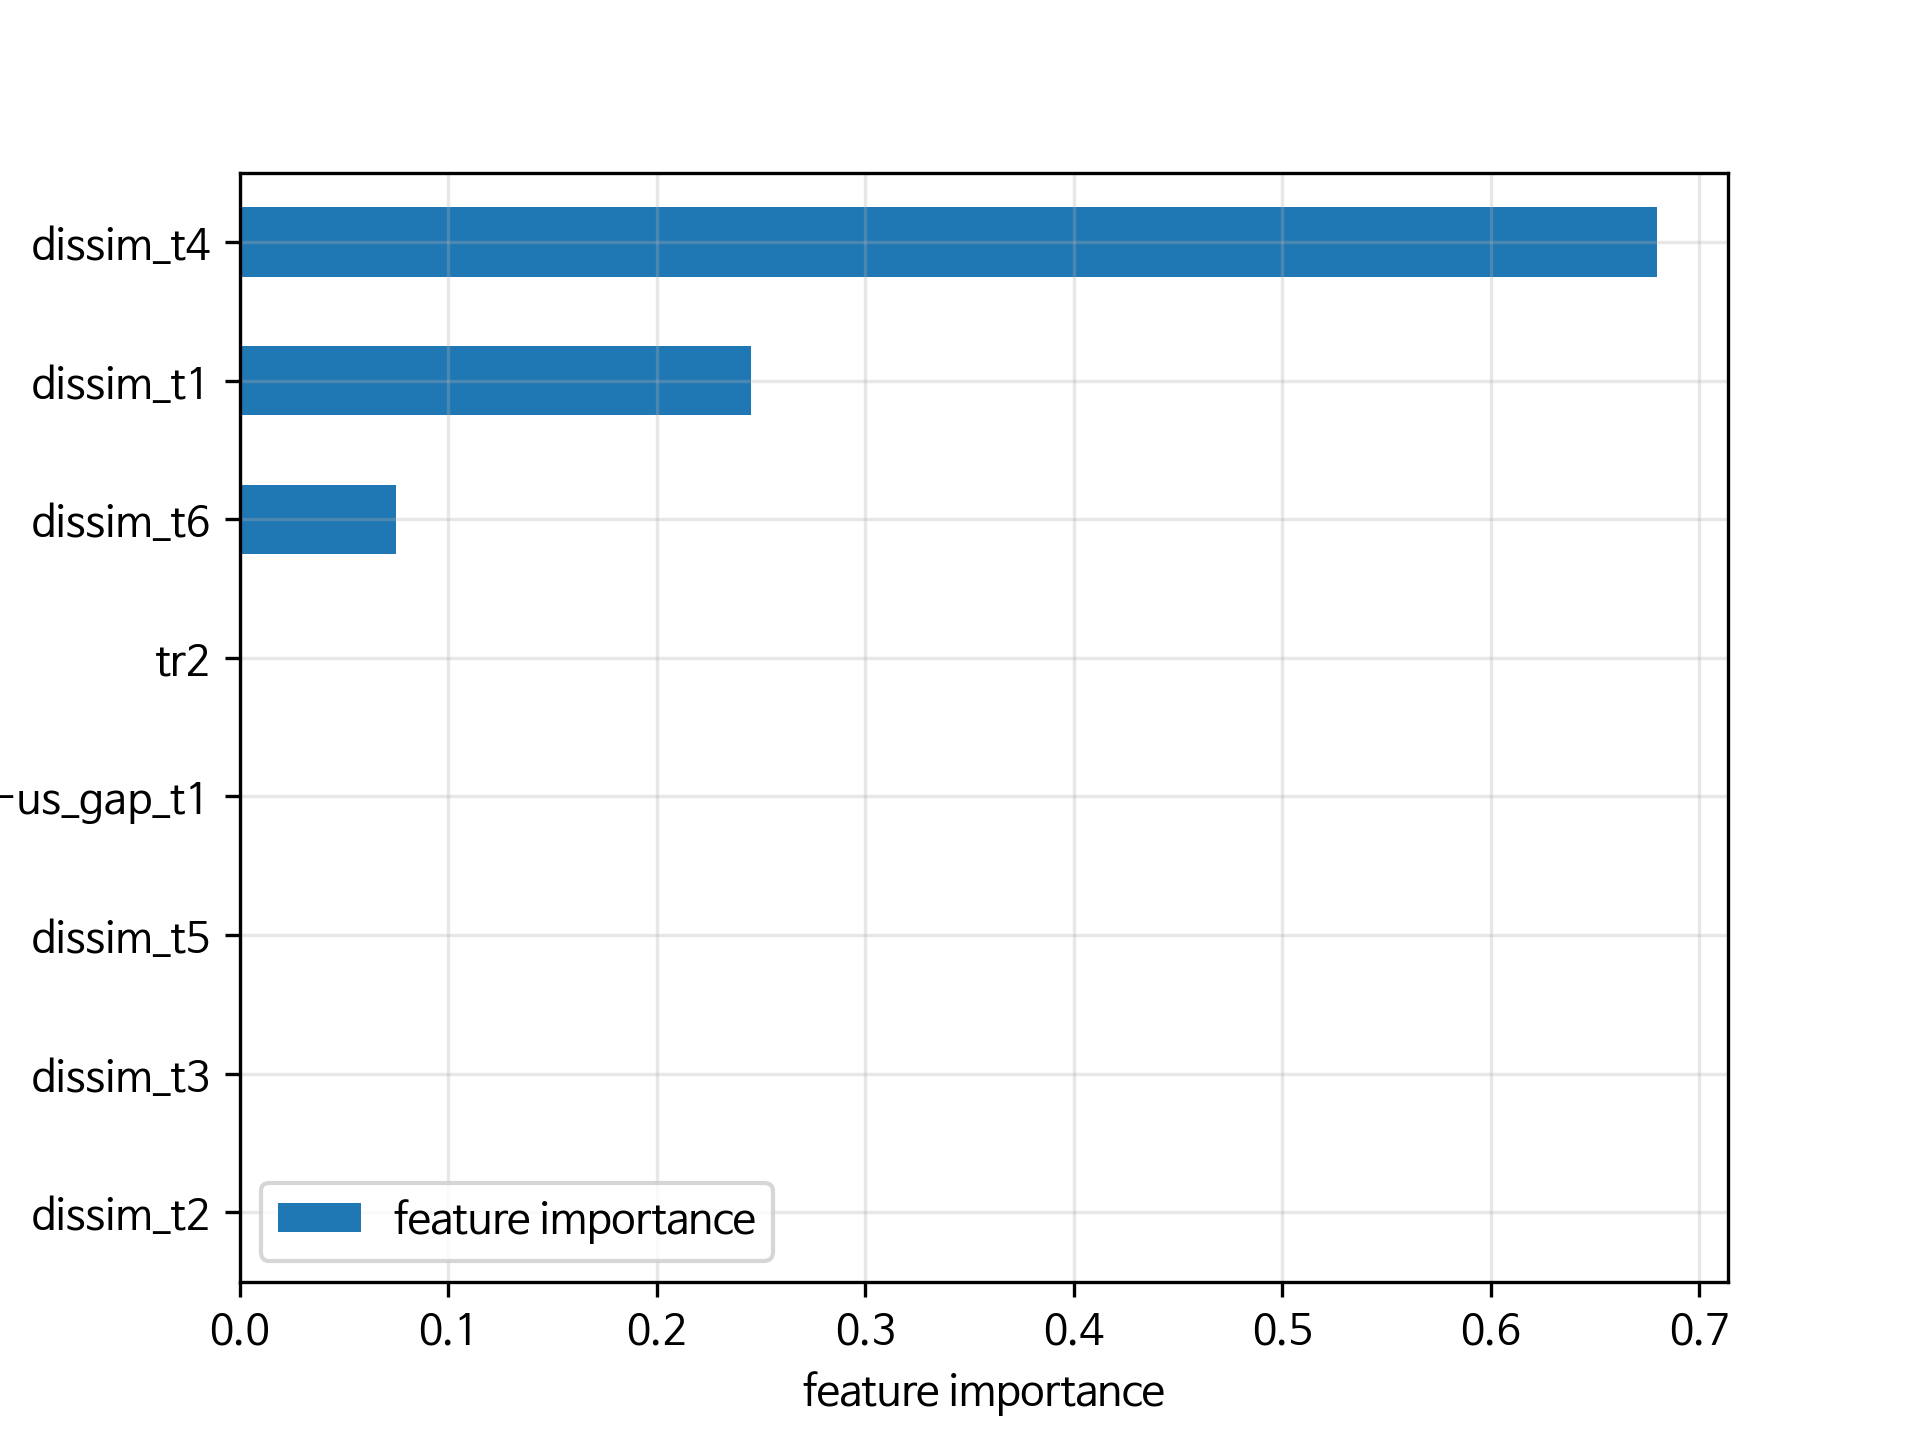 dissim_t4
dissim_t1
dissim_t6
tr2
-us_gap_t1
dissim_t5
dissim_t3
dissim_t2
feature importance
0.0 0.1 0.2 0.3 0.4 0.5 0.6 0.7
feature importance